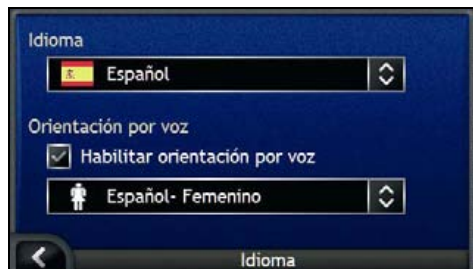 Idioma
Español
Orientación por voz
Habilitar orientación por voz
Español- Femenino
Idioma